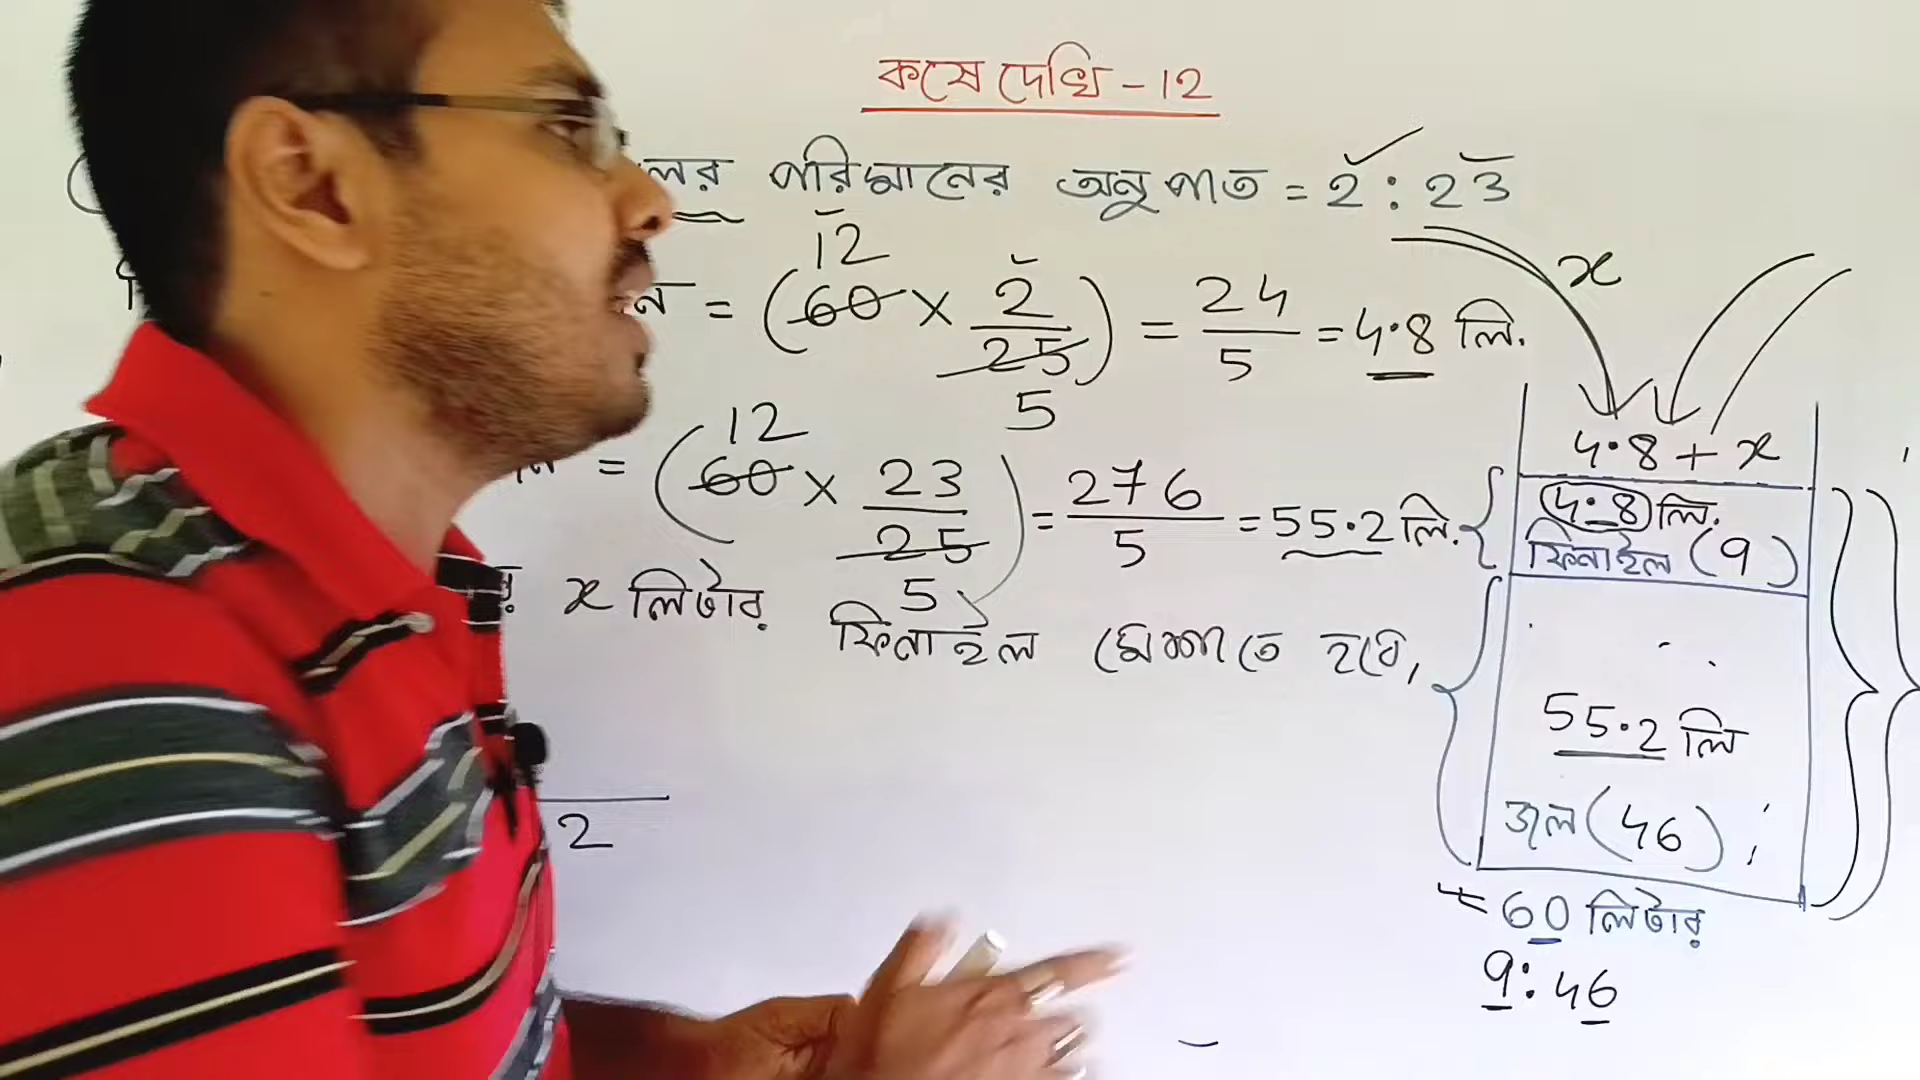 কষে দেখি - 12
লের পরিমানের অনুপাত = 2 : 23
ন = (60 × 2/25) = 24/5 = 4.8 লি.
12
5
= (60 × 23/25) = 276/5 = 55.2 লি.
12
5
x লিটার ফিনাইল মেশাতে হবে,
2
x
4.8 + x
4.8 লি.
ফিনাইল (9)
55.2 লি
জল (46)
= 60 লিটার
9 : 46